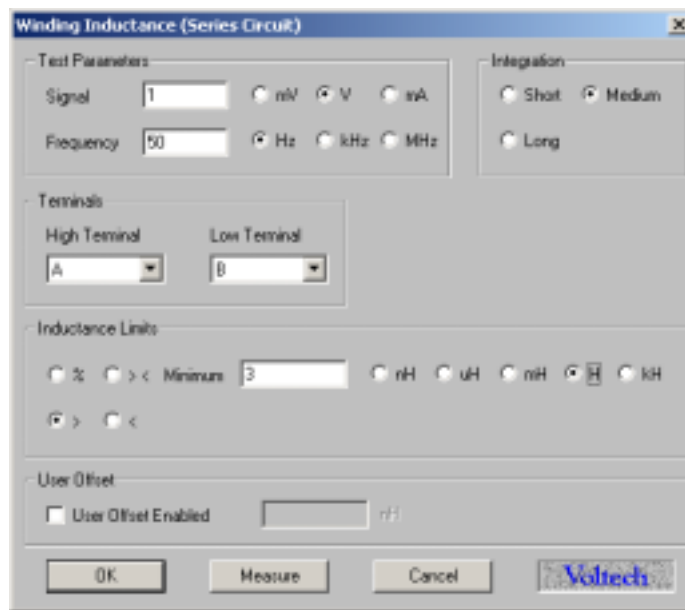 Winding Inductance (Series Circuit)
Test Parameters
Signal 1 mV V mA
Frequency 50 Hz kHz MHz
Integration
Short Medium
Long
Terminals
High Terminal Low Terminal
A B
Inductance Limits
% > < Minimum 3 nH uH mH H kH
> <
User Offset
User Offset Enabled nH
OK Measure Cancel Voltech